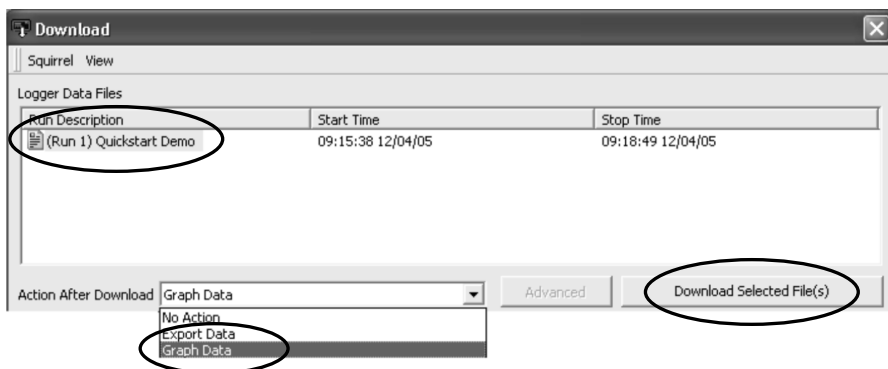 Download
Squirrel View
Logger Data Files
Run Description Start Time Stop Time
(Run 1) Quickstart Demo 09:15:38 12/04/05 09:18:49 12/04/05
Action After Download Graph Data Advanced Download Selected File(s)
No Action
Export Data
Graph Data